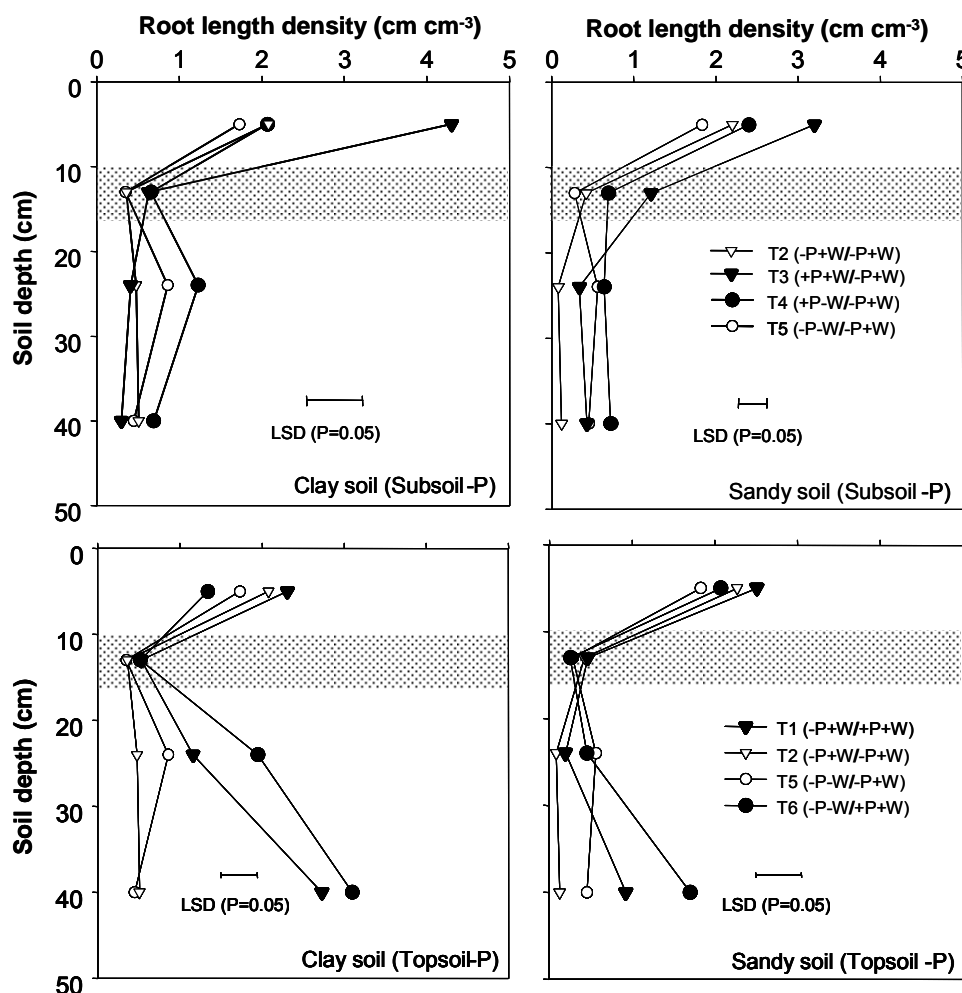 Root length density (cm cm⁻³)
0 1 2 3 4 5
Soil depth (cm)
0
10
20
30
40
50
LSD (P=0.05)
Clay soil (Subsoil-P)
Root length density (cm cm⁻³)
0 1 2 3 4 5
T2 (-P+W/-P+W)
T3 (+P+W/-P+W)
T4 (+P-W/-P+W)
T5 (-P-W/-P+W)
LSD (P=0.05)
Sandy soil (Subsoil -P)
Soil depth (cm)
0
10
20
30
40
50
LSD (P=0.05)
Clay soil (Topsoil-P)
T1 (-P+W/+P+W)
T2 (-P+W/-P+W)
T5 (-P-W/-P+W)
T6 (-P-W/+P+W)
LSD (P=0.05)
Sandy soil (Topsoil -P)